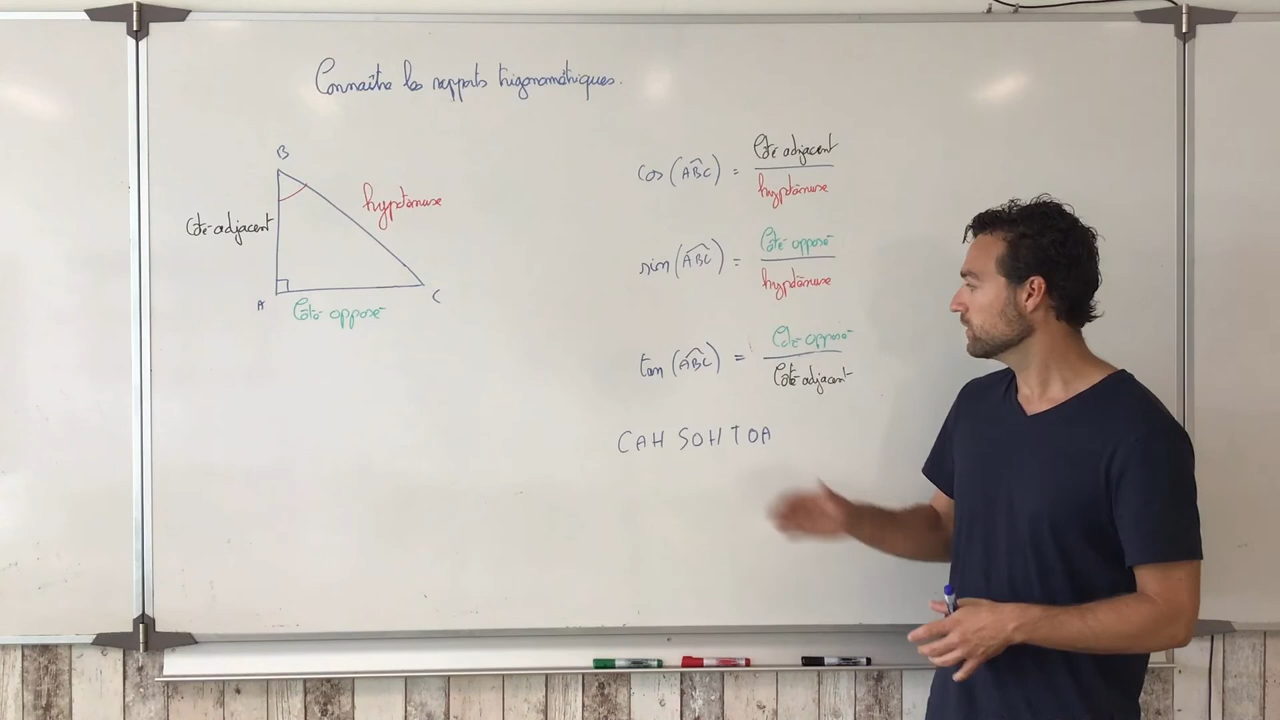 Connaître les rapports trigonométriques.
B
hypoténuse
Côté adjacent
A
C
Côté opposé
cos (ABC) = Côté adjacent / hypoténuse
sin (ABC) = Côté opposé / hypoténuse
tan (ABC) = Côté opposé / Côté adjacent
CAH SOH TOA